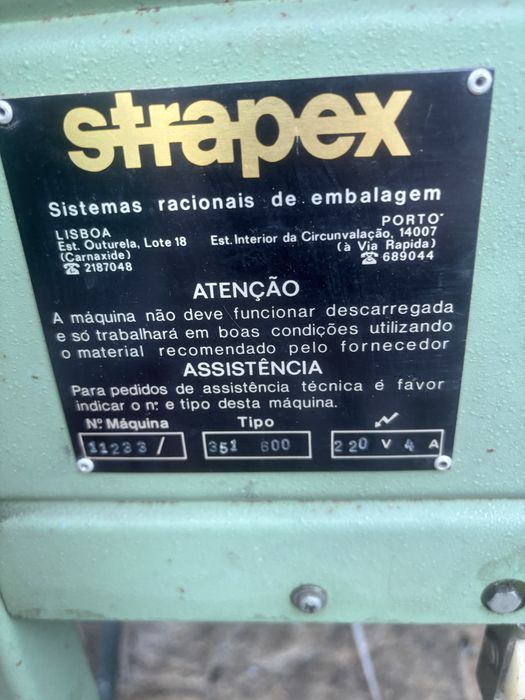 strapex
Sistemas racionais de embalagem
LISBOA
Est. Outurela, Lote 18
(Carnaxide)
☎ 2187048
PORTO
Est. Interior da Circunvalação, 14007
(à Via Rapida)
☎ 689044
ATENÇÃO
A máquina não deve funcionar descarregada
e só trabalhará em boas condições utilizando
o material recomendado pelo fornecedor
ASSISTÊNCIA
Para pedidos de assistência técnica é favor
indicar o nº e tipo desta máquina.
Nº Máquina Tipo
11233/ 351 600 220 V 4 A